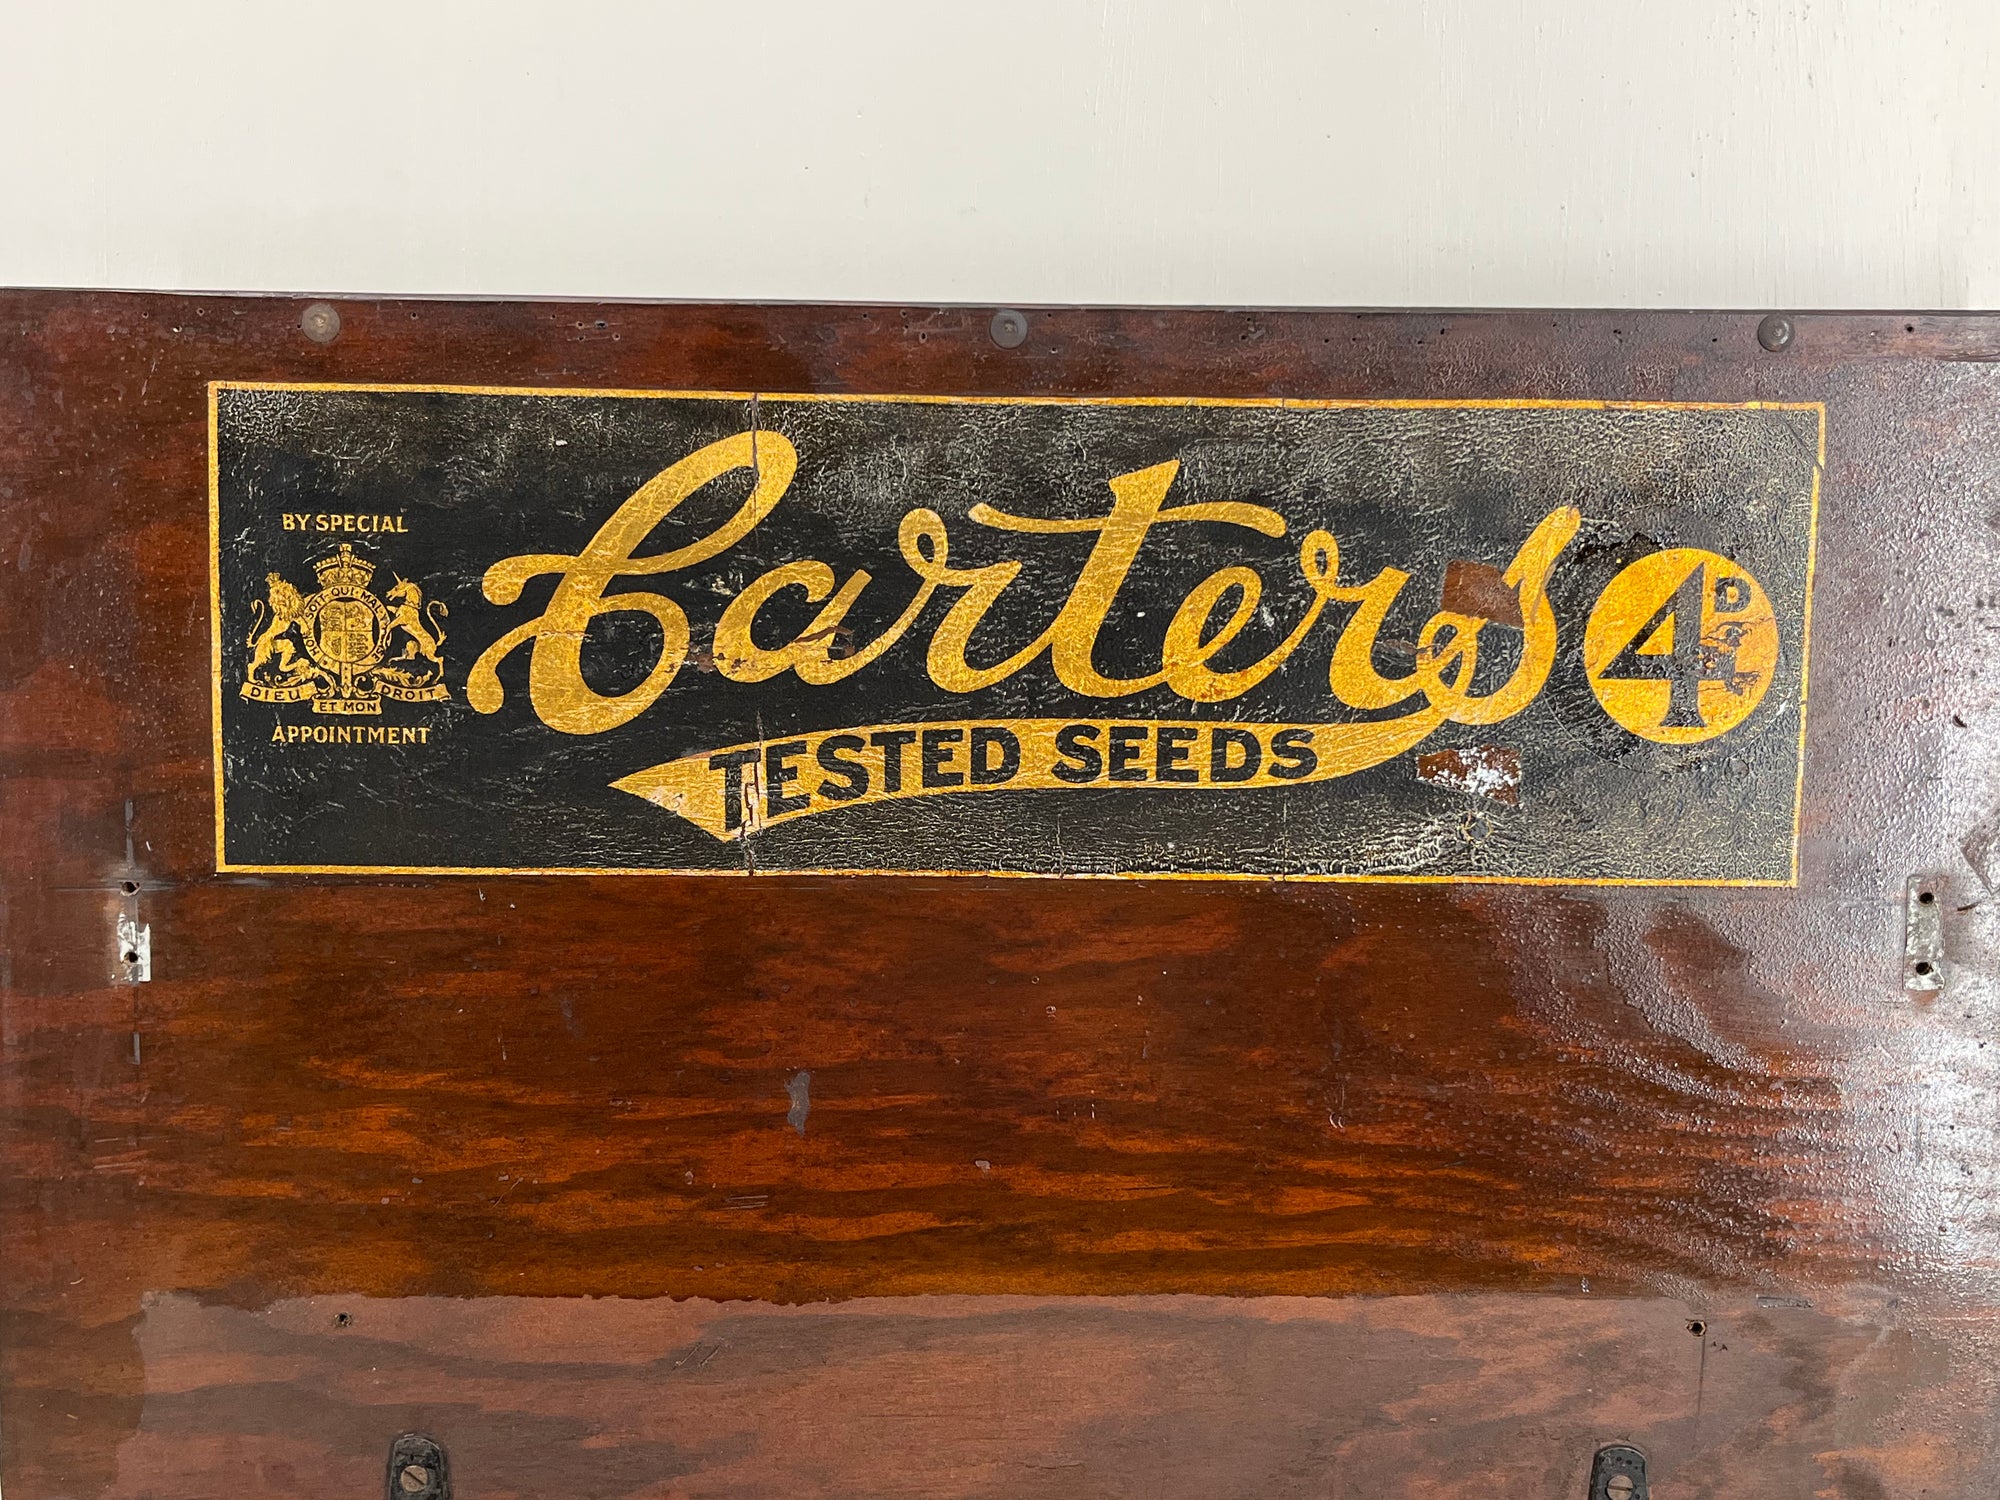 BY SPECIAL
DIEU ET MON DROIT
APPOINTMENT
Carters
TESTED SEEDS
4D